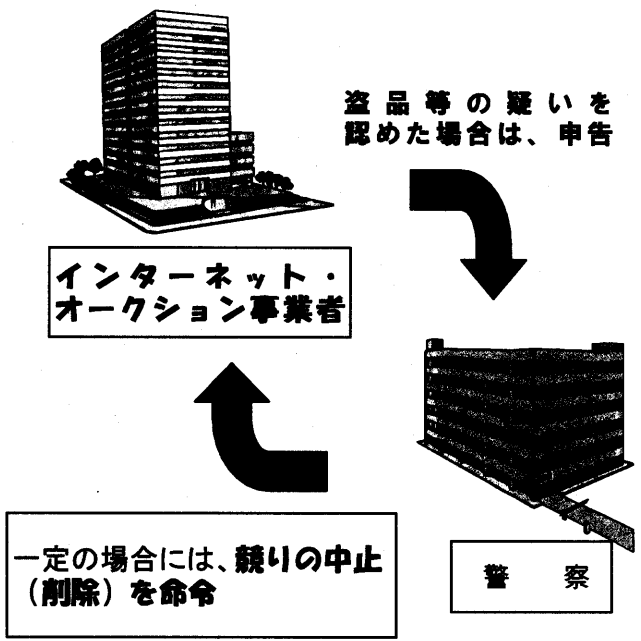 盗品等の疑いを
認めた場合は、申告
インターネット・
オークション事業者
一定の場合には、競りの中止
（削除）を命令
警察